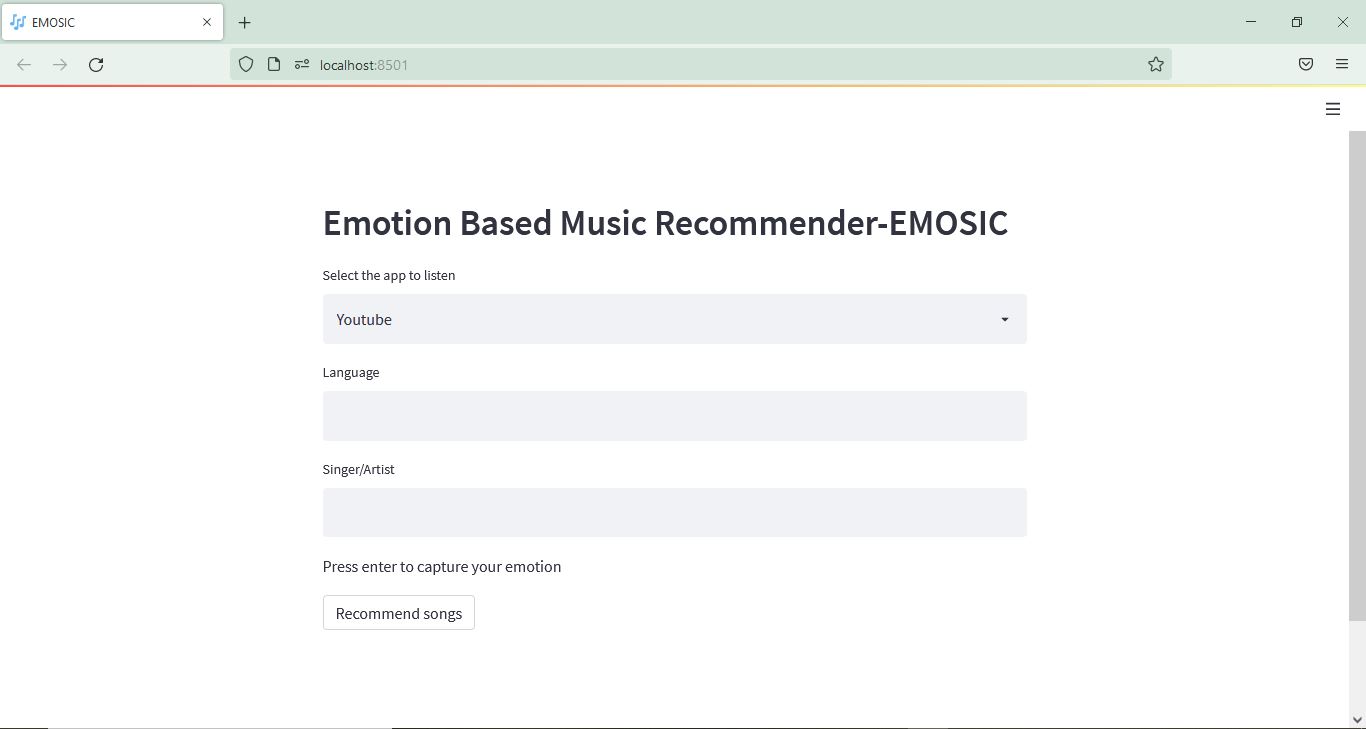 EMOSIC
localhost:8501
Emotion Based Music Recommender-EMOSIC
Select the app to listen
Youtube
Language
Singer/Artist
Press enter to capture your emotion
Recommend songs